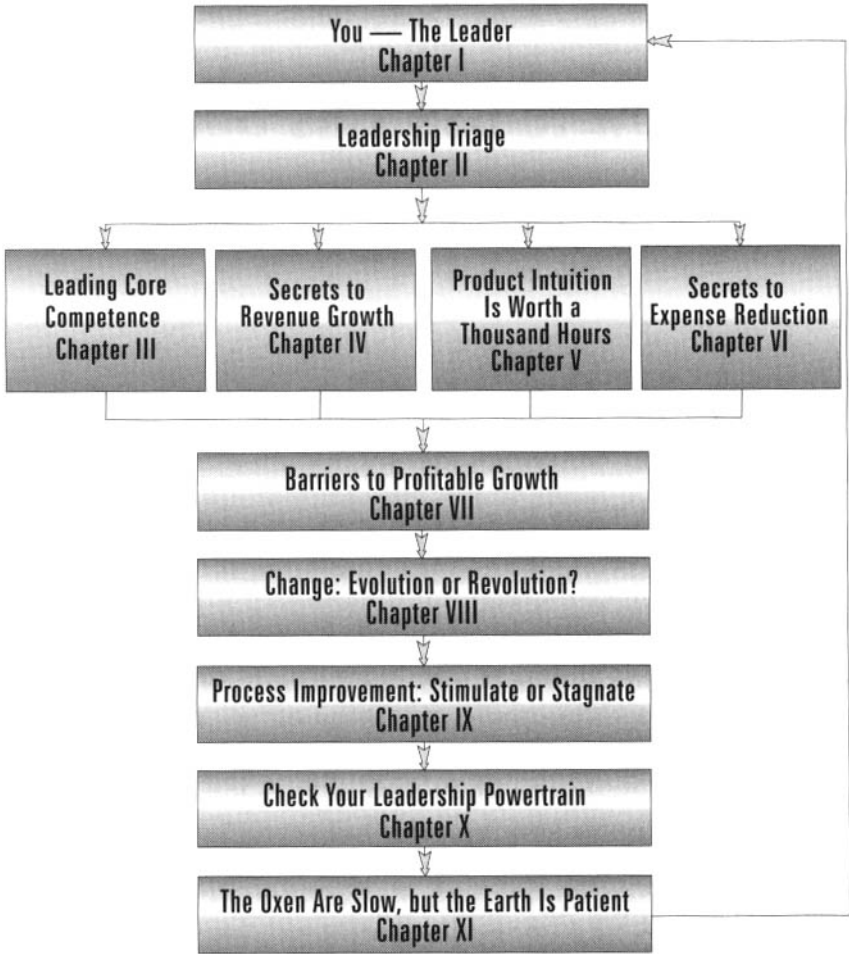 You — The Leader
Chapter I
Leadership Triage
Chapter II
Leading Core
Competence
Chapter III
Secrets to
Revenue Growth
Chapter IV
Product Intuition
Is Worth a
Thousand Hours
Chapter V
Secrets to
Expense Reduction
Chapter VI
Barriers to Profitable Growth
Chapter VII
Change: Evolution or Revolution?
Chapter VIII
Process Improvement: Stimulate or Stagnate
Chapter IX
Check Your Leadership Powertrain
Chapter X
The Oxen Are Slow, but the Earth Is Patient
Chapter XI